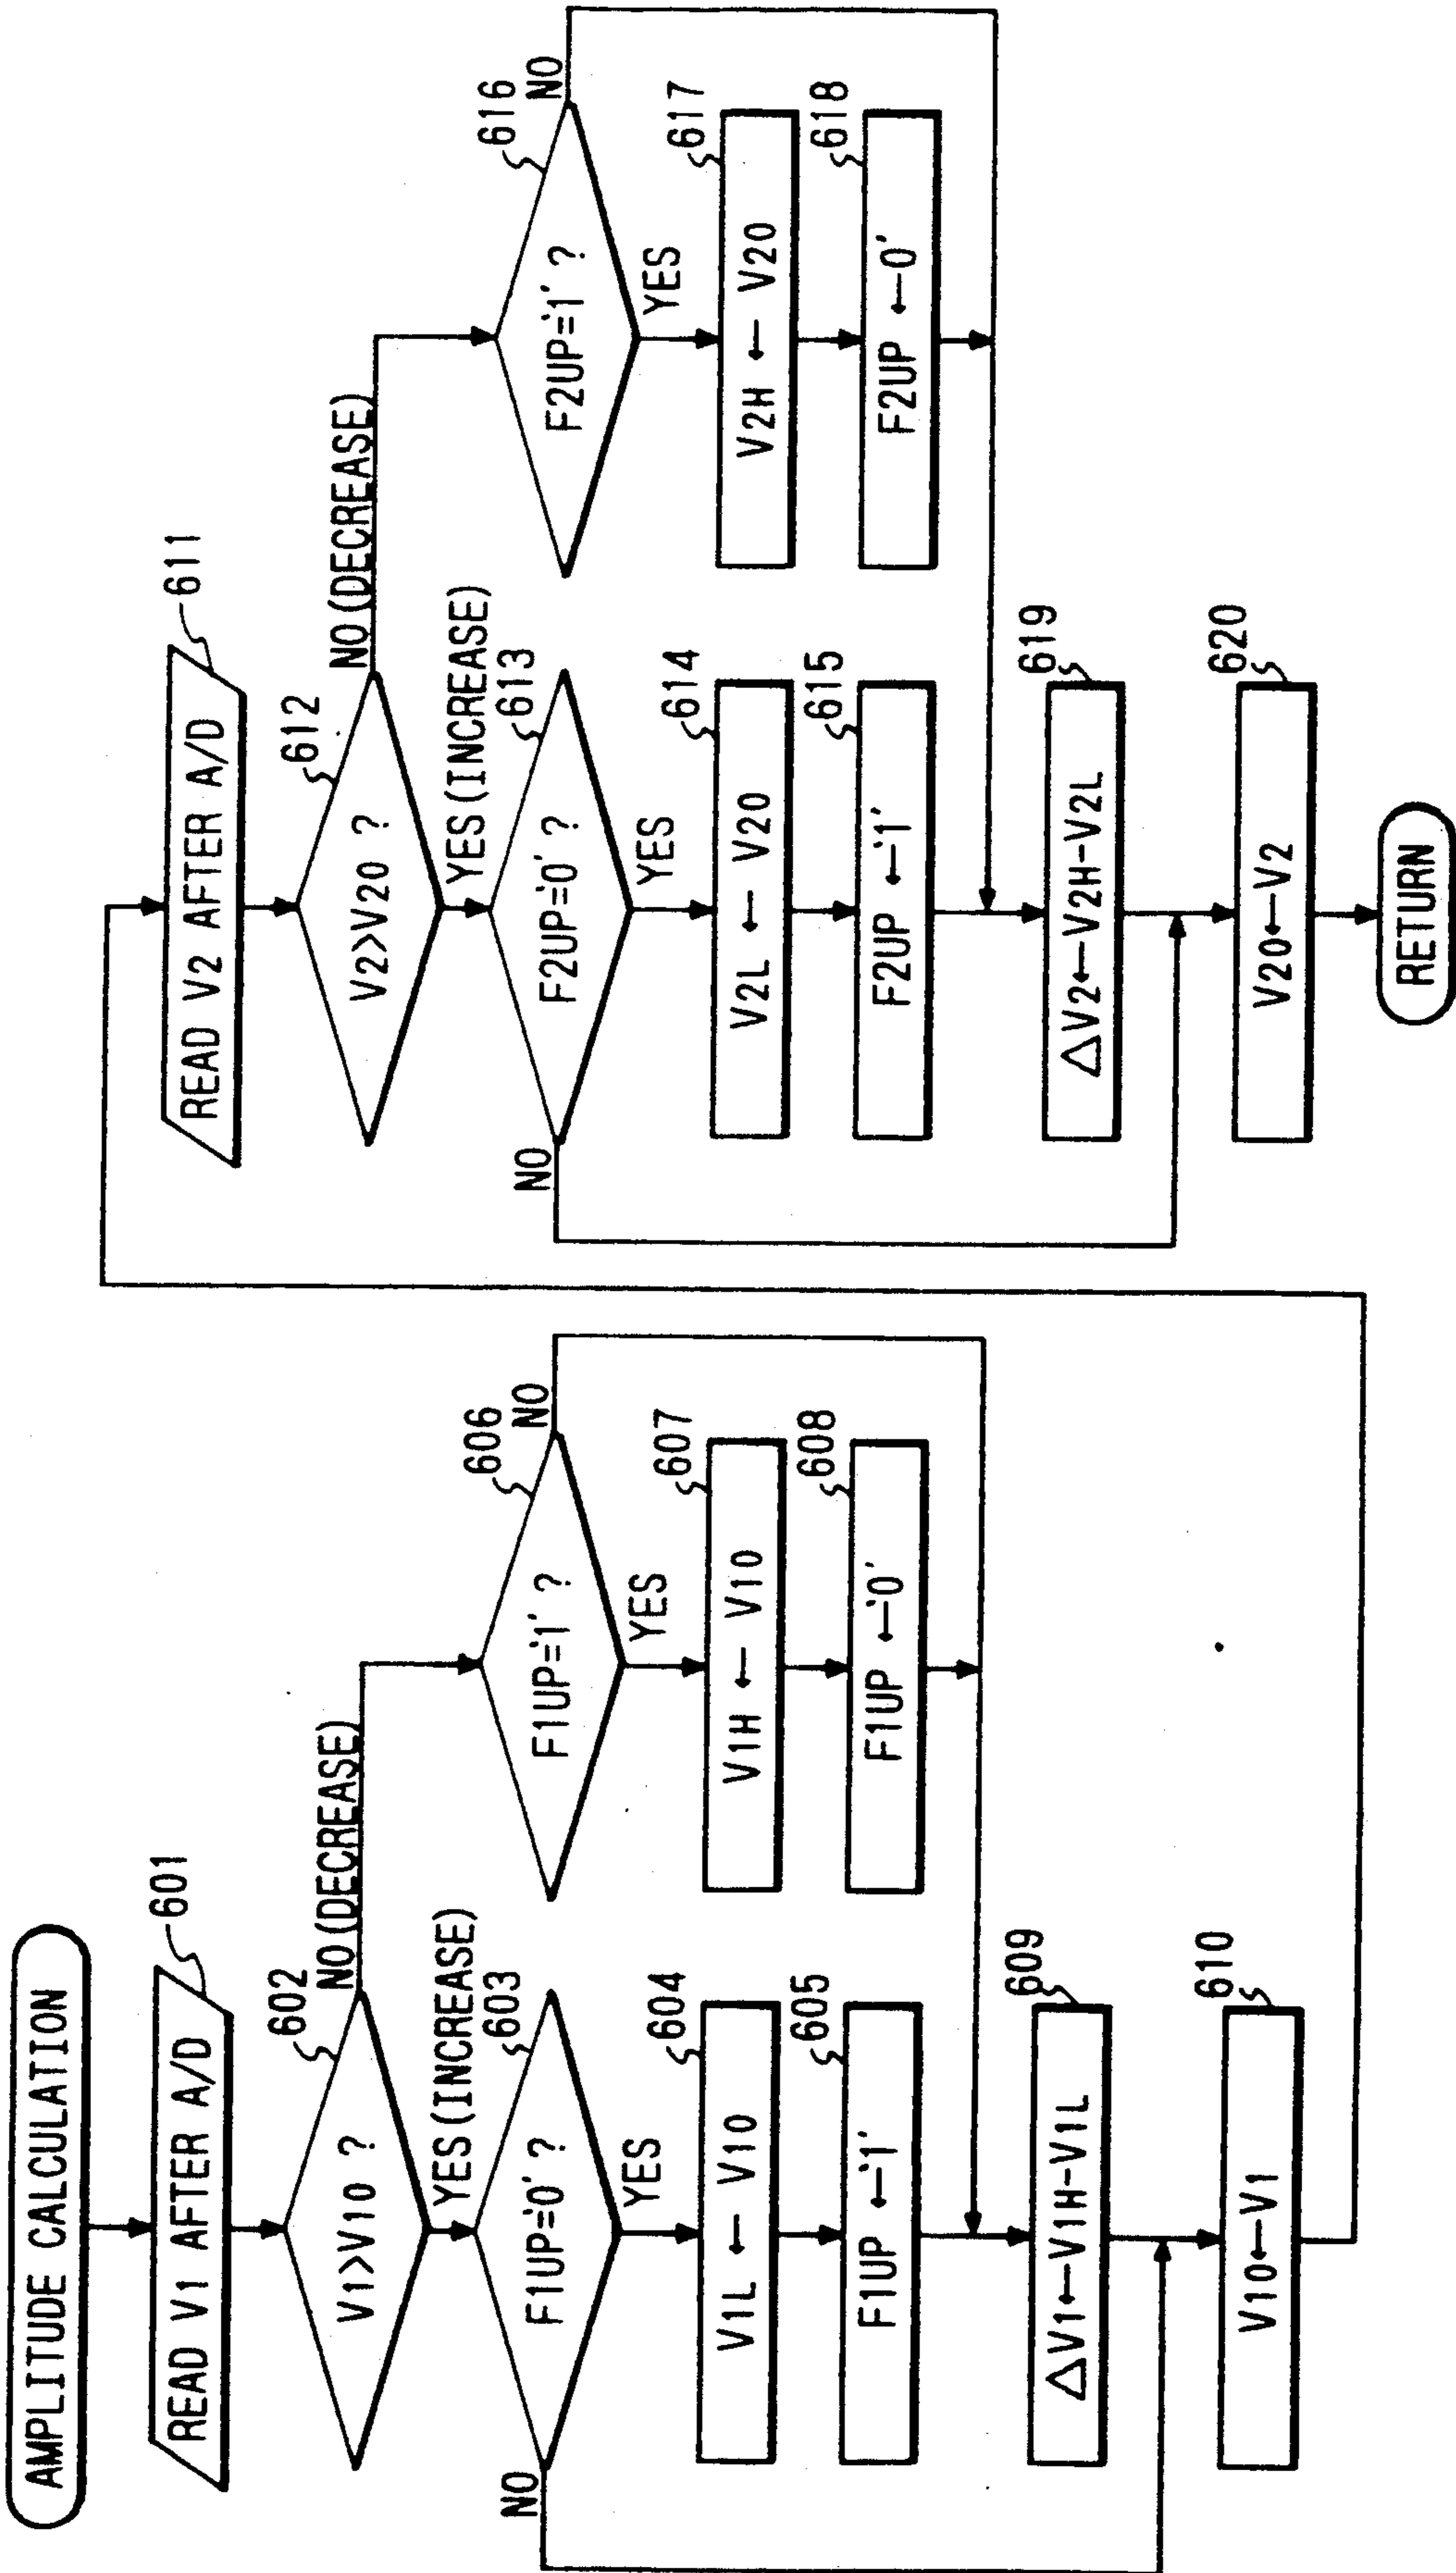 AMPLITUDE CALCULATION
READ V1 AFTER A/D
601
V1>V10 ?
602
NO(DECREASE)
YES(INCREASE)
F1UP=‘0’ ?
603
NO
YES
V1L ← V10
604
F1UP ←‘1’
605
F1UP=‘1’ ?
606
NO
YES
V1H ← V10
607
F1UP ←‘0’
608
△V1←V1H-V1L
609
V10←V1
610
READ V2 AFTER A/D
611
V2>V20 ?
612
NO(DECREASE)
YES(INCREASE)
F2UP=‘0’ ?
613
NO
YES
V2L ← V20
614
F2UP ←‘1’
615
F2UP=‘1’ ?
616
NO
YES
V2H ← V20
617
F2UP ←‘0’
618
△V2←V2H-V2L
619
V20←V2
620
RETURN